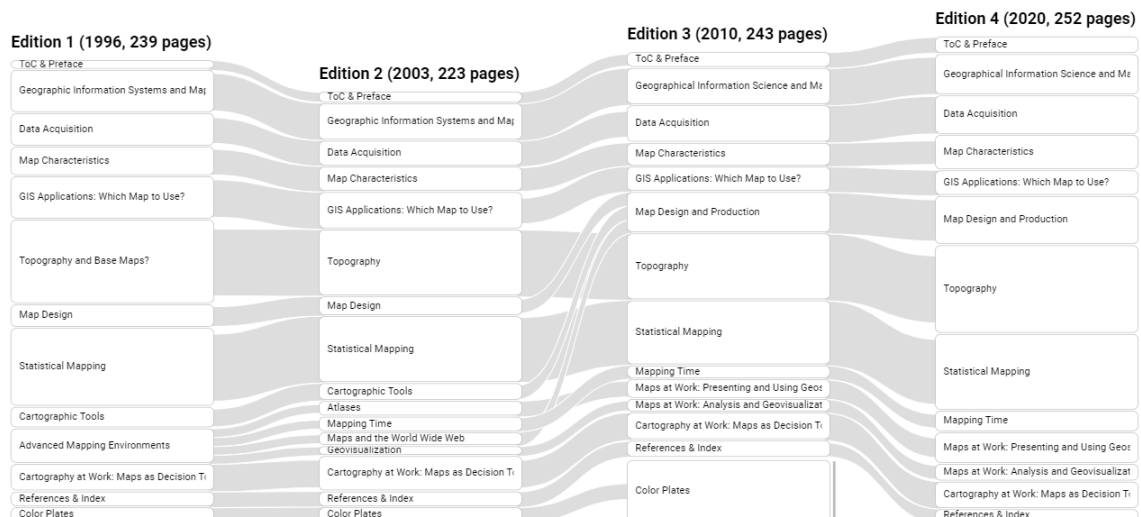 Edition 1 (1996, 239 pages)
ToC & Preface
Geographic Information Systems and Map
Data Acquisition
Map Characteristics
GIS Applications: Which Map to Use?
Topography and Base Maps?
Map Design
Statistical Mapping
Cartographic Tools
Advanced Mapping Environments
Cartography at Work: Maps as Decision To
References & Index
Color Plates
Edition 2 (2003, 223 pages)
ToC & Preface
Geographic Information Systems and Map
Data Acquisition
Map Characteristics
GIS Applications: Which Map to Use?
Topography
Map Design
Statistical Mapping
Cartographic Tools
Atlases
Mapping Time
Maps and the World Wide Web
Geovisualization
Cartography at Work: Maps as Decision To
References & Index
Color Plates
Edition 3 (2010, 243 pages)
ToC & Preface
Geographical Information Science and Ma
Data Acquisition
Map Characteristics
GIS Applications: Which Map to Use?
Map Design and Production
Topography
Statistical Mapping
Mapping Time
Maps at Work: Presenting and Using Geos
Maps at Work: Analysis and Geovisualizat
Cartography at Work: Maps as Decision To
References & Index
Color Plates
Edition 4 (2020, 252 pages)
ToC & Preface
Geographical Information Science and Ma
Data Acquisition
Map Characteristics
GIS Applications: Which Map to Use?
Map Design and Production
Topography
Statistical Mapping
Mapping Time
Maps at Work: Presenting and Using Geos
Maps at Work: Analysis and Geovisualizat
Cartography at Work: Maps as Decision To
References & Index